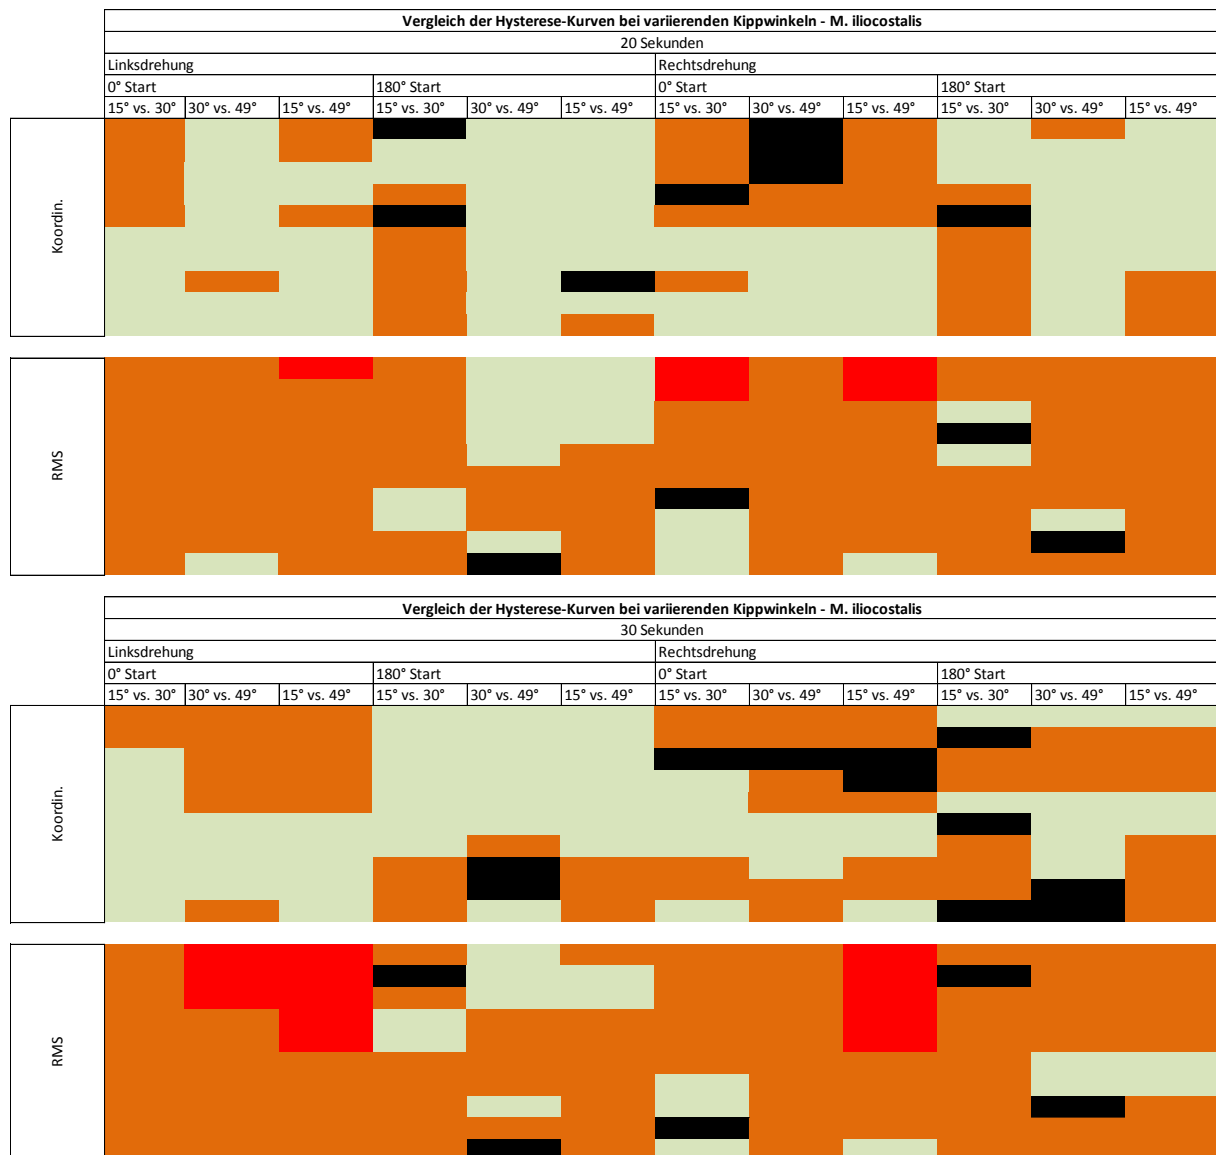 Vergleich der Hysterese-Kurven bei variierenden Kippwinkeln - M. iliocostalis
20 Sekunden
Linksdrehung Rechtsdrehung
0° Start 180° Start 0° Start 180° Start
15° vs. 30° 30° vs. 49° 15° vs. 49° 15° vs. 30° 30° vs. 49° 15° vs. 49° 15° vs. 30° 30° vs. 49° 15° vs. 49° 15° vs. 30° 30° vs. 49° 15° vs. 49°
Koordin.
RMS
Vergleich der Hysterese-Kurven bei variierenden Kippwinkeln - M. iliocostalis
30 Sekunden
Linksdrehung Rechtsdrehung
0° Start 180° Start 0° Start 180° Start
15° vs. 30° 30° vs. 49° 15° vs. 49° 15° vs. 30° 30° vs. 49° 15° vs. 49° 15° vs. 30° 30° vs. 49° 15° vs. 49° 15° vs. 30° 30° vs. 49° 15° vs. 49°
Koordin.
RMS